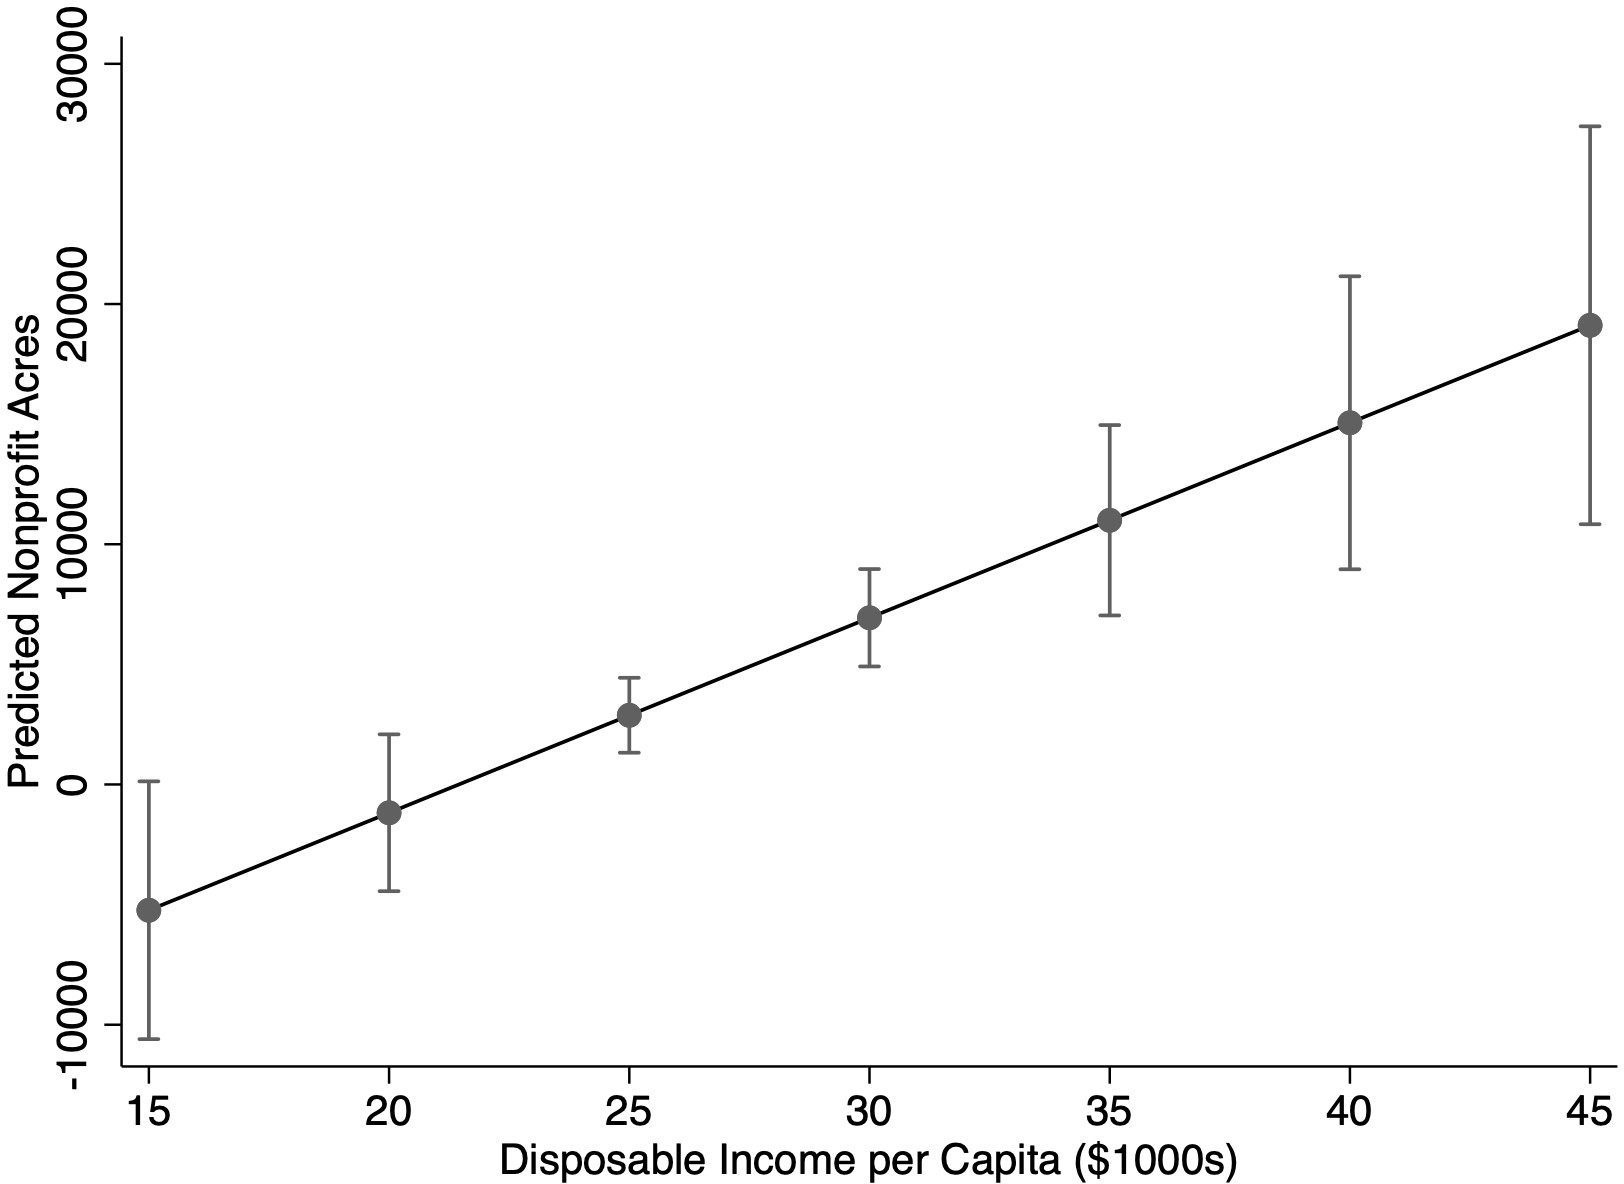 Predicted Nonprofit Acres
30000
20000
10000
0
-10000
15 20 25 30 35 40 45
Disposable Income per Capita ($1000s)